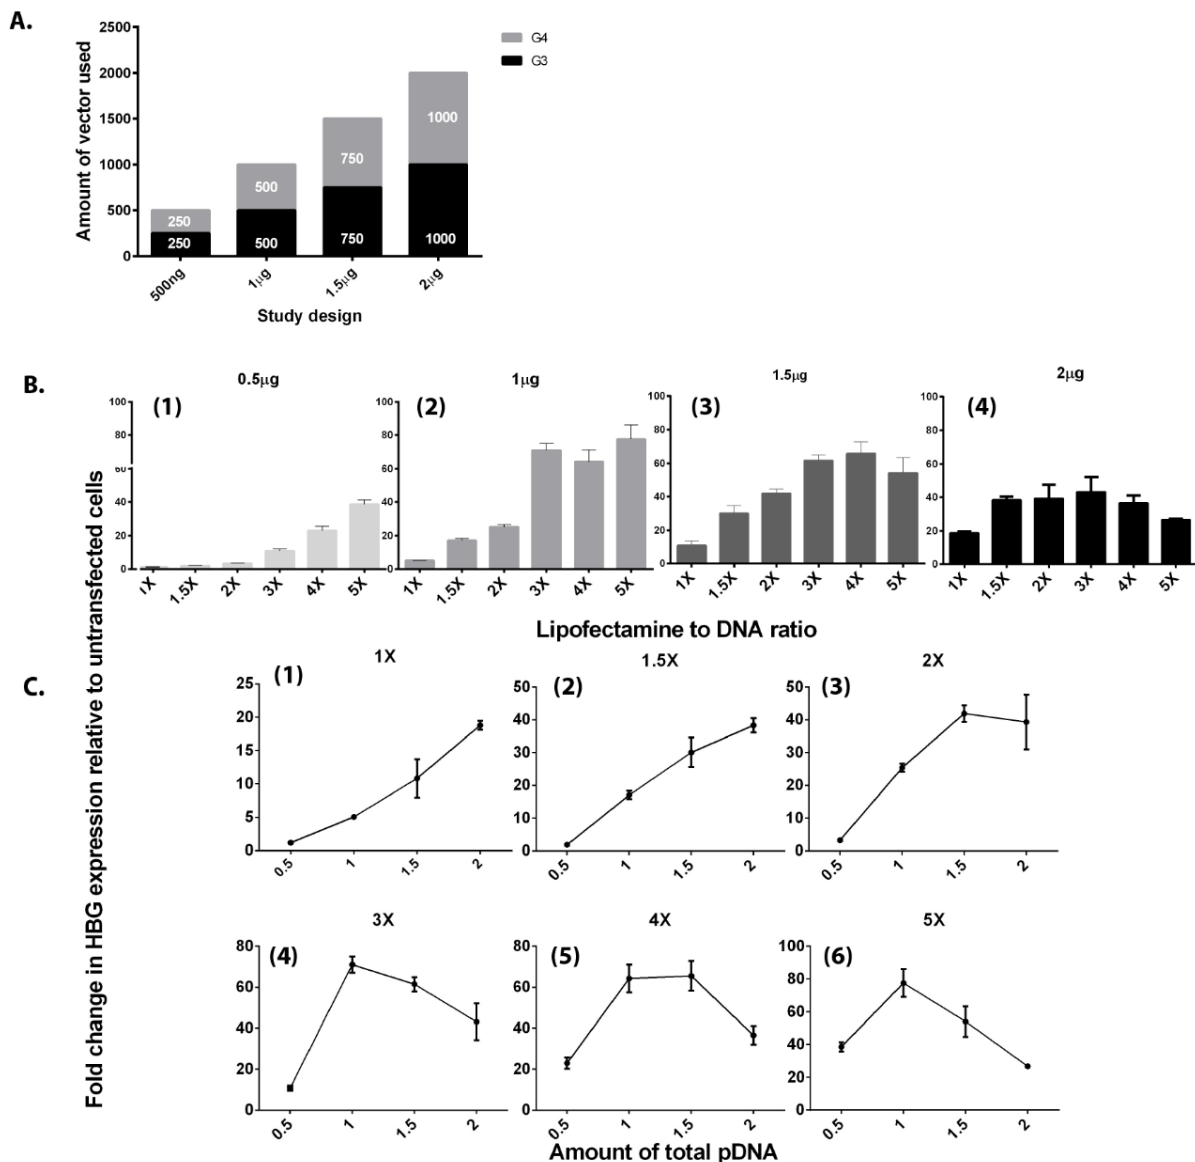 A.
Amount of vector used
2500
2000
1500
1000
500
0
250
250
500
500
750
750
1000
1000
500ng
1μg
1.5μg
2μg
Study design
G4
G3
B.
Fold change in HBG expression relative to untransfected cells
0.5μg
(1)
100
80
60
40
20
0
1X
1.5X
2X
3X
4X
5X
1μg
(2)
100
80
60
40
20
0
1X
1.5X
2X
3X
4X
5X
1.5μg
(3)
100
80
60
40
20
0
1X
1.5X
2X
3X
4X
5X
2μg
(4)
100
80
60
40
20
0
1X
1.5X
2X
3X
4X
5X
Lipofectamine to DNA ratio
C.
1X
(1)
25
20
15
10
5
0
0.5
1
1.5
2
1.5X
(2)
50
40
30
20
10
0
0.5
1
1.5
2
2X
(3)
50
40
30
20
10
0
0.5
1
1.5
2
3X
(4)
80
60
40
20
0
0.5
1
1.5
2
4X
(5)
80
60
40
20
0
0.5
1
1.5
2
5X
(6)
100
80
60
40
20
0
0.5
1
1.5
2
Amount of total pDNA